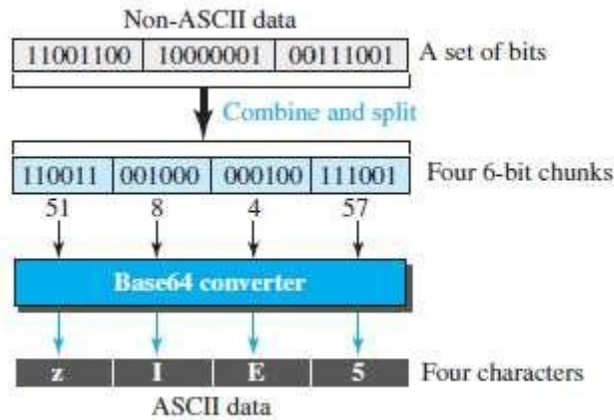 Non-ASCII data
11001100 10000001 00111001 A set of bits
Combine and split
110011 001000 000100 111001 Four 6-bit chunks
51 8 4 57
Base64 converter
z I E 5 Four characters
ASCII data